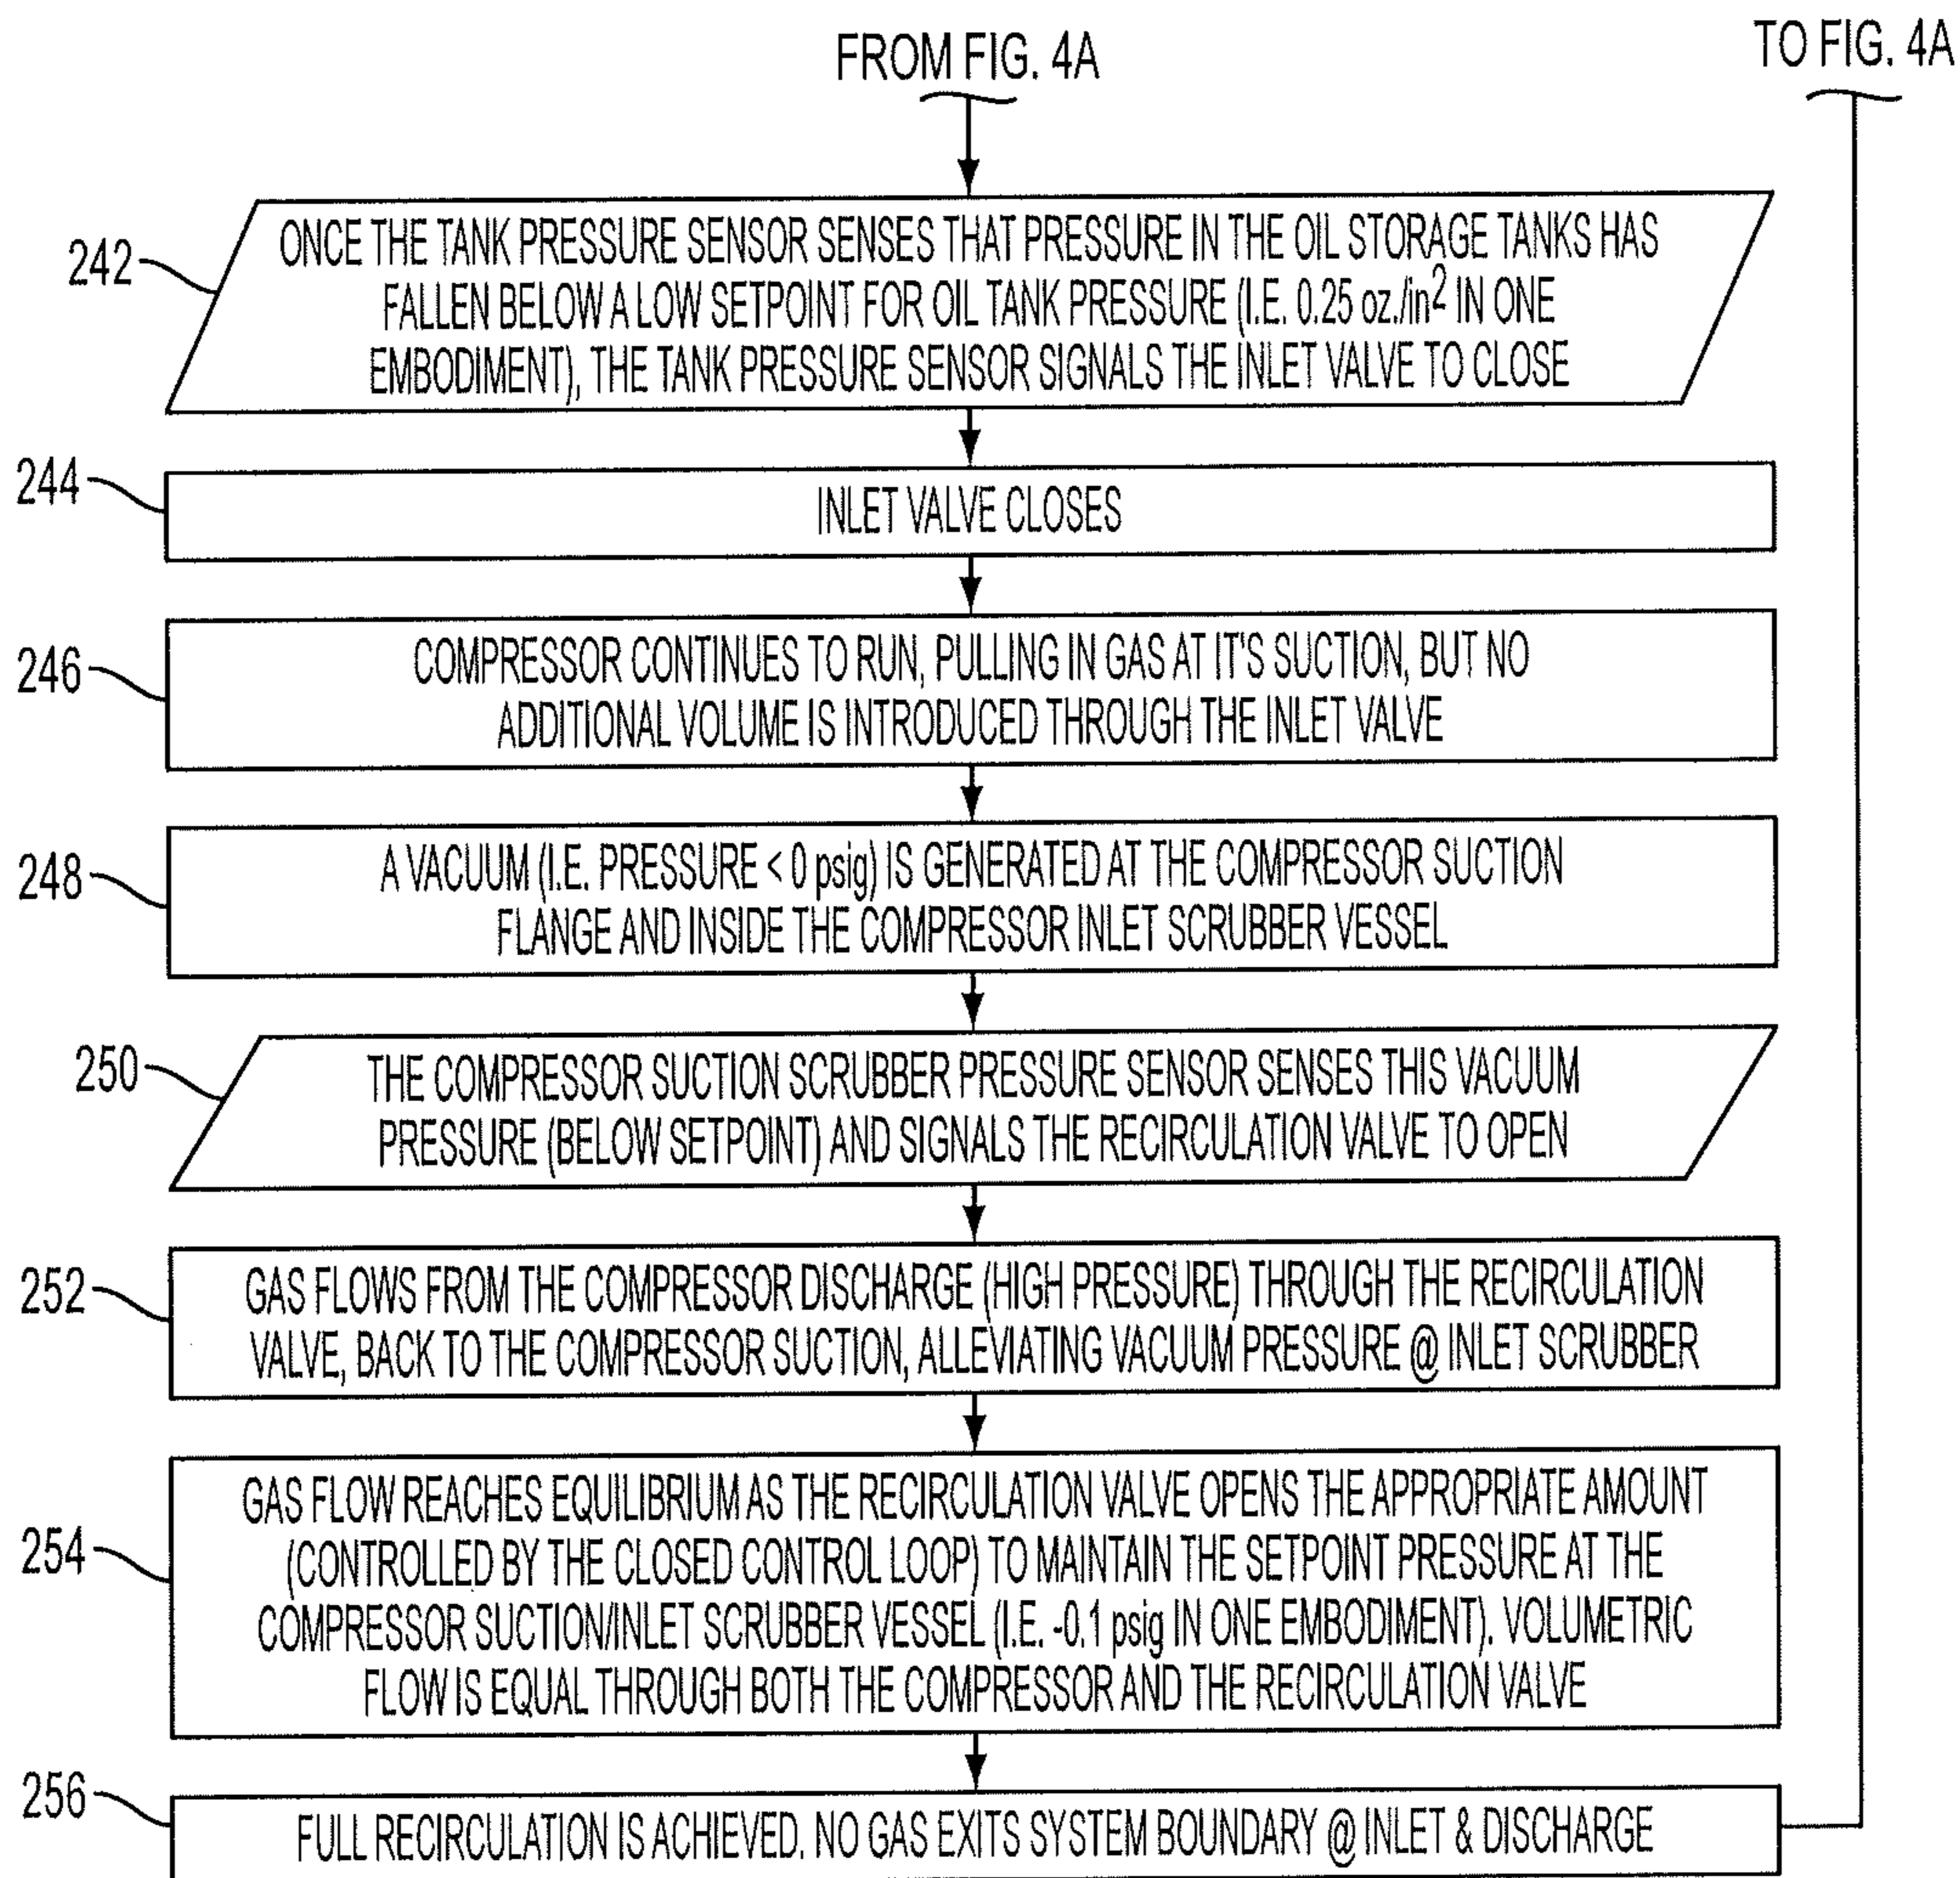 FROM FIG. 4A
TO FIG. 4A
242
ONCE THE TANK PRESSURE SENSOR SENSES THAT PRESSURE IN THE OIL STORAGE TANKS HAS
FALLEN BELOW A LOW SETPOINT FOR OIL TANK PRESSURE (I.E. 0.25 oz./in² IN ONE
EMBODIMENT), THE TANK PRESSURE SENSOR SIGNALS THE INLET VALVE TO CLOSE
244
INLET VALVE CLOSES
246
COMPRESSOR CONTINUES TO RUN, PULLING IN GAS AT IT'S SUCTION, BUT NO
ADDITIONAL VOLUME IS INTRODUCED THROUGH THE INLET VALVE
248
A VACUUM (I.E. PRESSURE < 0 psig) IS GENERATED AT THE COMPRESSOR SUCTION
FLANGE AND INSIDE THE COMPRESSOR INLET SCRUBBER VESSEL
250
THE COMPRESSOR SUCTION SCRUBBER PRESSURE SENSOR SENSES THIS VACUUM
PRESSURE (BELOW SETPOINT) AND SIGNALS THE RECIRCULATION VALVE TO OPEN
252
GAS FLOWS FROM THE COMPRESSOR DISCHARGE (HIGH PRESSURE) THROUGH THE RECIRCULATION
VALVE, BACK TO THE COMPRESSOR SUCTION, ALLEVIATING VACUUM PRESSURE @ INLET SCRUBBER
254
GAS FLOW REACHES EQUILIBRIUM AS THE RECIRCULATION VALVE OPENS THE APPROPRIATE AMOUNT
(CONTROLLED BY THE CLOSED CONTROL LOOP) TO MAINTAIN THE SETPOINT PRESSURE AT THE
COMPRESSOR SUCTION/INLET SCRUBBER VESSEL (I.E. -0.1 psig IN ONE EMBODIMENT). VOLUMETRIC
FLOW IS EQUAL THROUGH BOTH THE COMPRESSOR AND THE RECIRCULATION VALVE
256
FULL RECIRCULATION IS ACHIEVED. NO GAS EXITS SYSTEM BOUNDARY @ INLET & DISCHARGE